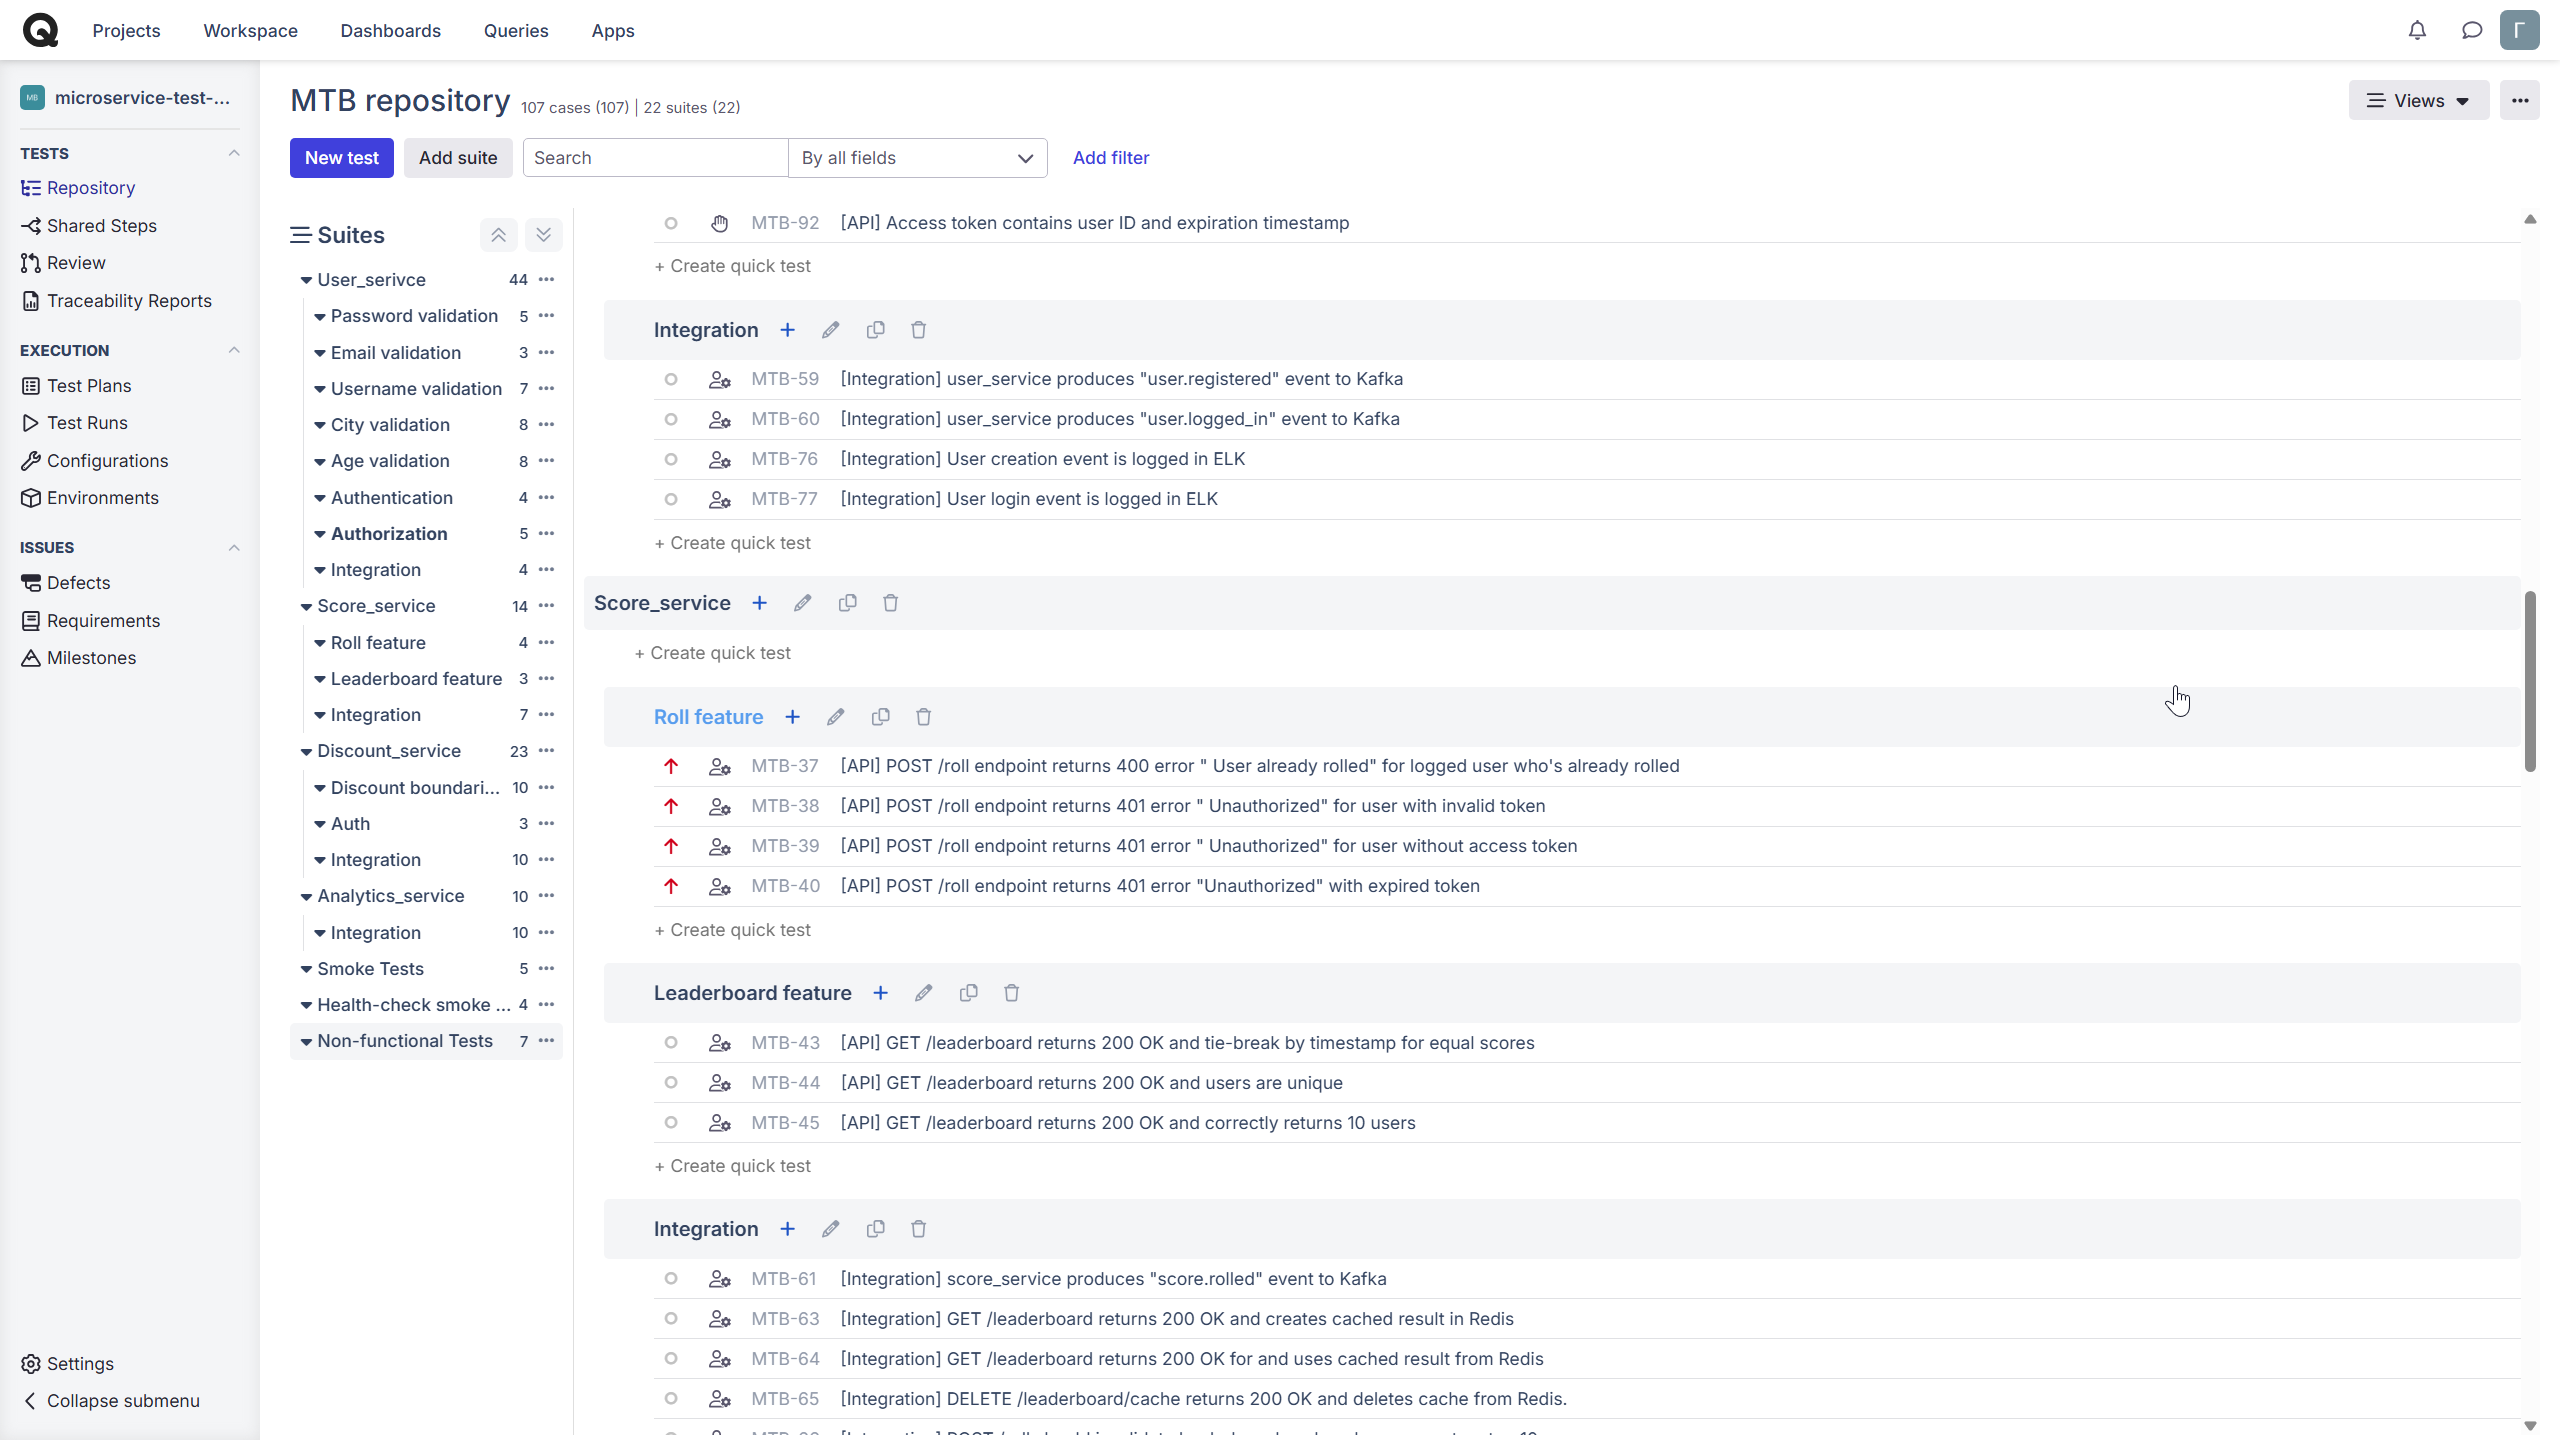 Projects Workspace Dashboards Queries Apps Г
MB microservice-test-...
TESTS
Repository
Shared Steps
Review
Traceability Reports
EXECUTION
Test Plans
Test Runs
Configurations
Environments
ISSUES
Defects
Requirements
Milestones
Settings
Collapse submenu
MTB repository 107 cases (107) | 22 suites (22)
Views
New test Add suite Search By all fields Add filter
Suites
User_serivce 44
Password validation 5
Email validation 3
Username validation 7
City validation 8
Age validation 8
Authentication 4
Authorization 5
Integration 4
Score_service 14
Roll feature 4
Leaderboard feature 3
Integration 7
Discount_service 23
Discount boundari... 10
Auth 3
Integration 10
Analytics_service 10
Integration 10
Smoke Tests 5
Health-check smoke ... 4
Non-functional Tests 7
MTB-92 [API] Access token contains user ID and expiration timestamp
+ Create quick test
Integration
MTB-59 [Integration] user_service produces "user.registered" event to Kafka
MTB-60 [Integration] user_service produces "user.logged_in" event to Kafka
MTB-76 [Integration] User creation event is logged in ELK
MTB-77 [Integration] User login event is logged in ELK
+ Create quick test
Score_service
+ Create quick test
Roll feature
MTB-37 [API] POST /roll endpoint returns 400 error " User already rolled" for logged user who's already rolled
MTB-38 [API] POST /roll endpoint returns 401 error " Unauthorized" for user with invalid token
MTB-39 [API] POST /roll endpoint returns 401 error " Unauthorized" for user without access token
MTB-40 [API] POST /roll endpoint returns 401 error "Unauthorized" with expired token
+ Create quick test
Leaderboard feature
MTB-43 [API] GET /leaderboard returns 200 OK and tie-break by timestamp for equal scores
MTB-44 [API] GET /leaderboard returns 200 OK and users are unique
MTB-45 [API] GET /leaderboard returns 200 OK and correctly returns 10 users
+ Create quick test
Integration
MTB-61 [Integration] score_service produces "score.rolled" event to Kafka
MTB-63 [Integration] GET /leaderboard returns 200 OK and creates cached result in Redis
MTB-64 [Integration] GET /leaderboard returns 200 OK for and uses cached result from Redis
MTB-65 [Integration] DELETE /leaderboard/cache returns 200 OK and deletes cache from Redis.